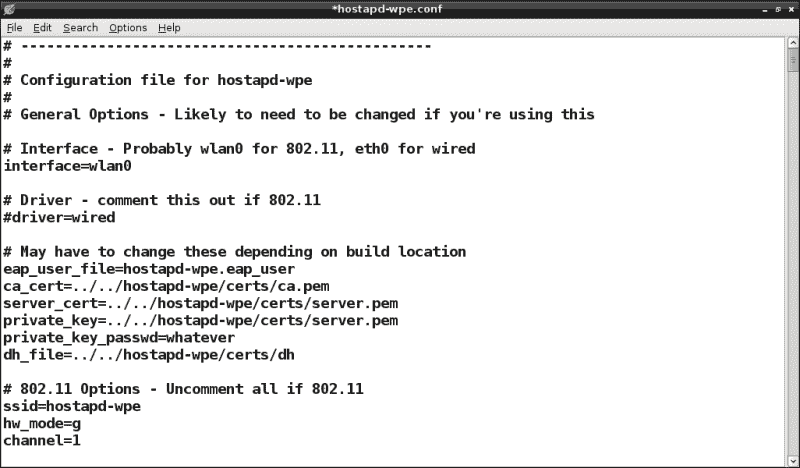 *hostapd-wpe.conf
File Edit Search Options Help
# ------------------------------------------------
#
# Configuration file for hostapd-wpe
#
# General Options - Likely to need to be changed if you're using this
# Interface - Probably wlan0 for 802.11, eth0 for wired
interface=wlan0
# Driver - comment this out if 802.11
#driver=wired
# May have to change these depending on build location
eap_user_file=hostapd-wpe.eap_user
ca_cert=../../hostapd-wpe/certs/ca.pem
server_cert=../../hostapd-wpe/certs/server.pem
private_key=../../hostapd-wpe/certs/server.pem
private_key_passwd=whatever
dh_file=../../hostapd-wpe/certs/dh
# 802.11 Options - Uncomment all if 802.11
ssid=hostapd-wpe
hw_mode=g
channel=1